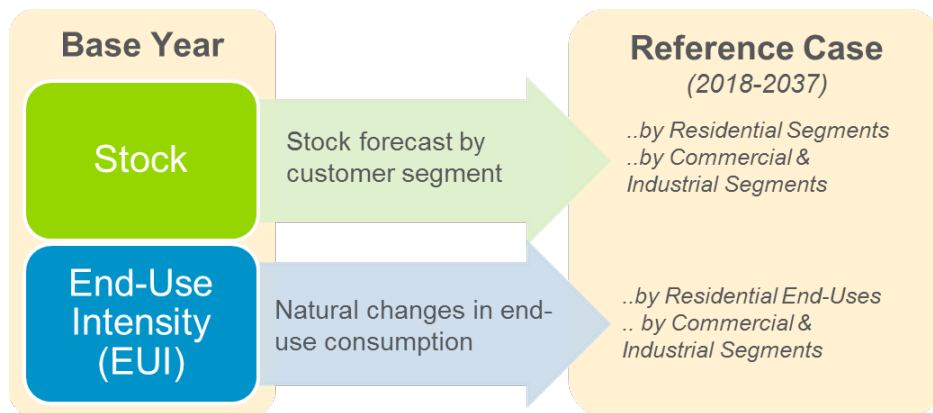 Base Year
Stock
End-Use
Intensity
(EUI)
Stock forecast by
customer segment
Natural changes in end-
use consumption
Reference Case
(2018-2037)
..by Residential Segments
..by Commercial &
Industrial Segments
..by Residential End-Uses
.. by Commercial &
Industrial Segments